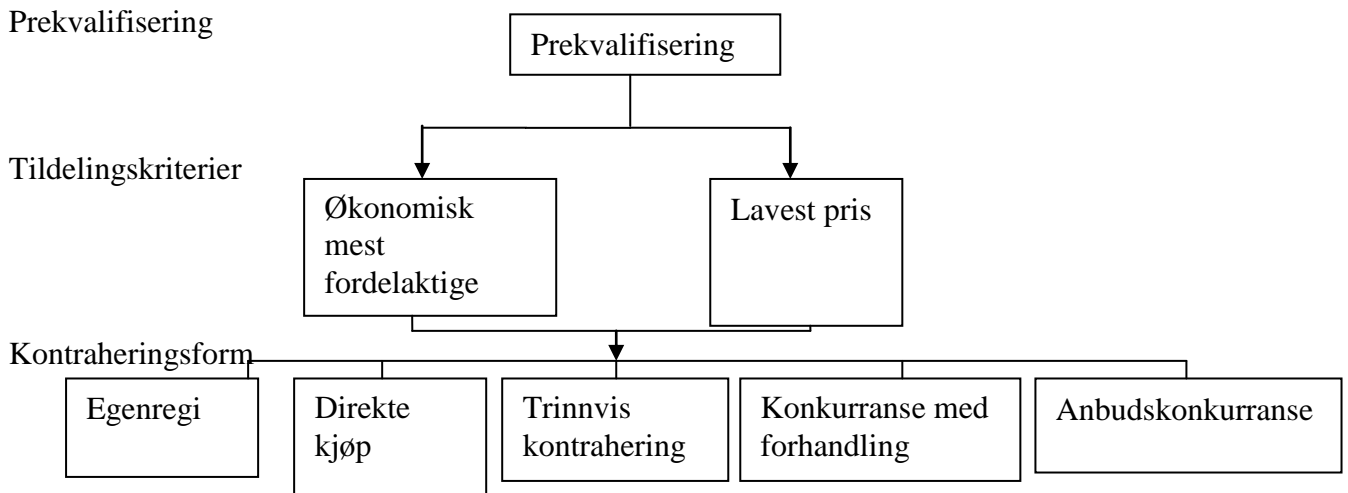 Prekvalifisering
Prekvalifisering
Tildelingskriterier
Økonomisk
mest
fordelaktige
Lavest pris
Kontraheringsform
Egenregi
Direkte
kjøp
Trinnvis
kontrahering
Konkurranse med
forhandling
Anbudskonkurranse